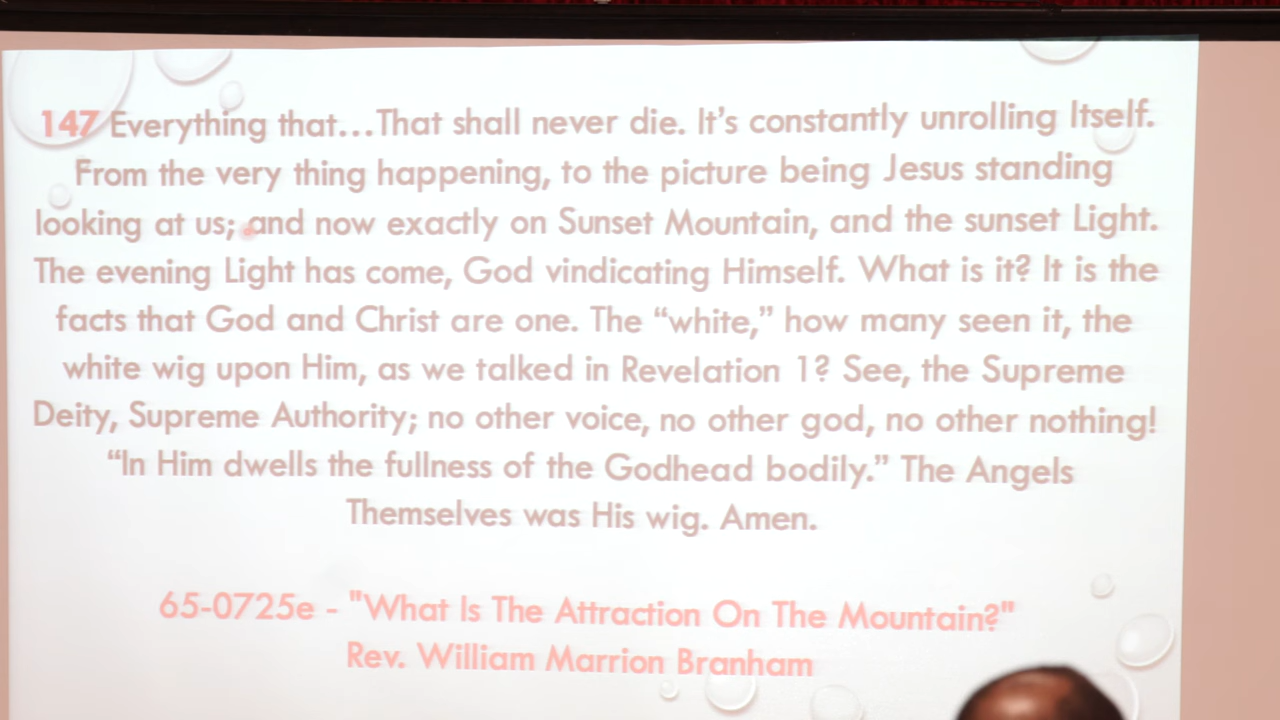 147 Everything that...That shall never die. It's constantly unrolling Itself.
From the very thing happening, to the picture being Jesus standing
looking at us; and now exactly on Sunset Mountain, and the sunset Light.
The evening Light has come, God vindicating Himself. What is it? It is the
facts that God and Christ are one. The “white,” how many seen it, the
white wig upon Him, as we talked in Revelation 1? See, the Supreme
Deity, Supreme Authority; no other voice, no other god, no other nothing!
“In Him dwells the fullness of the Godhead bodily.” The Angels
Themselves was His wig. Amen.
65-0725e - "What Is The Attraction On The Mountain?"
Rev. William Marrion Branham